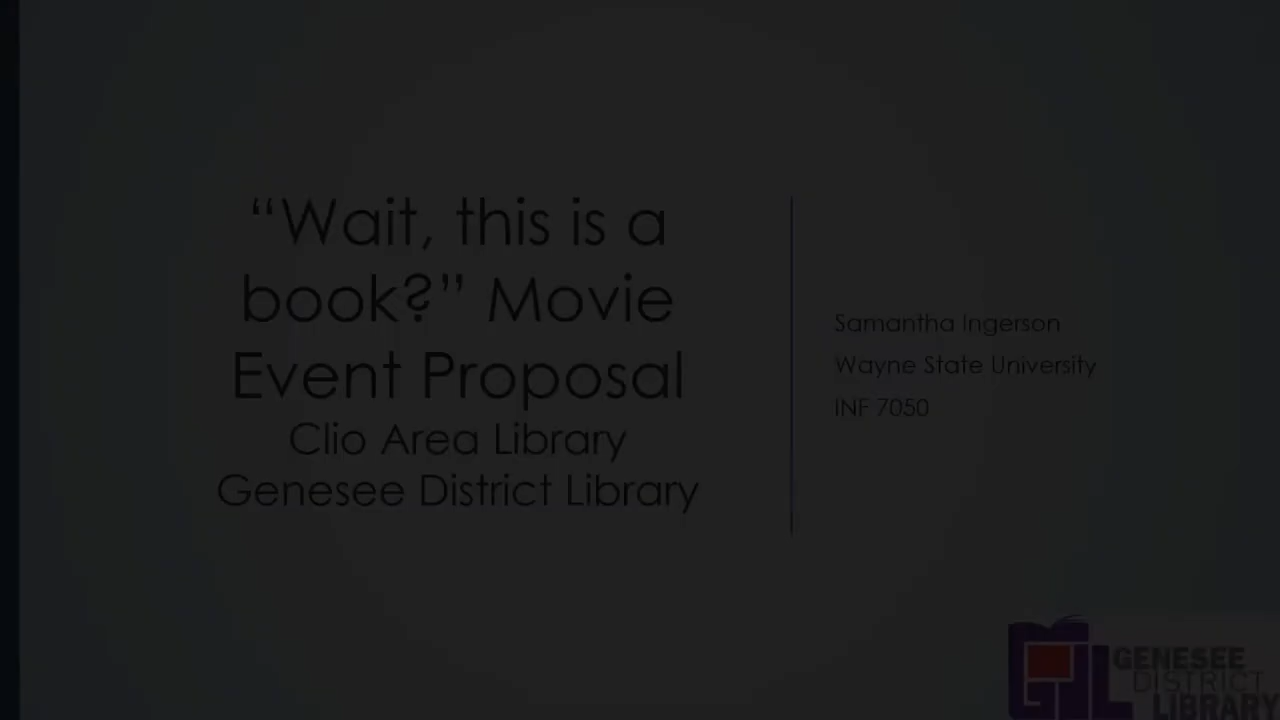 “Wait, this is a
book?” Movie
Event Proposal
Clio Area Library
Genesee District Library
Samantha Ingerson
Wayne State University
INF 7050
GDL
GENESEE
DISTRICT
LIBRARY